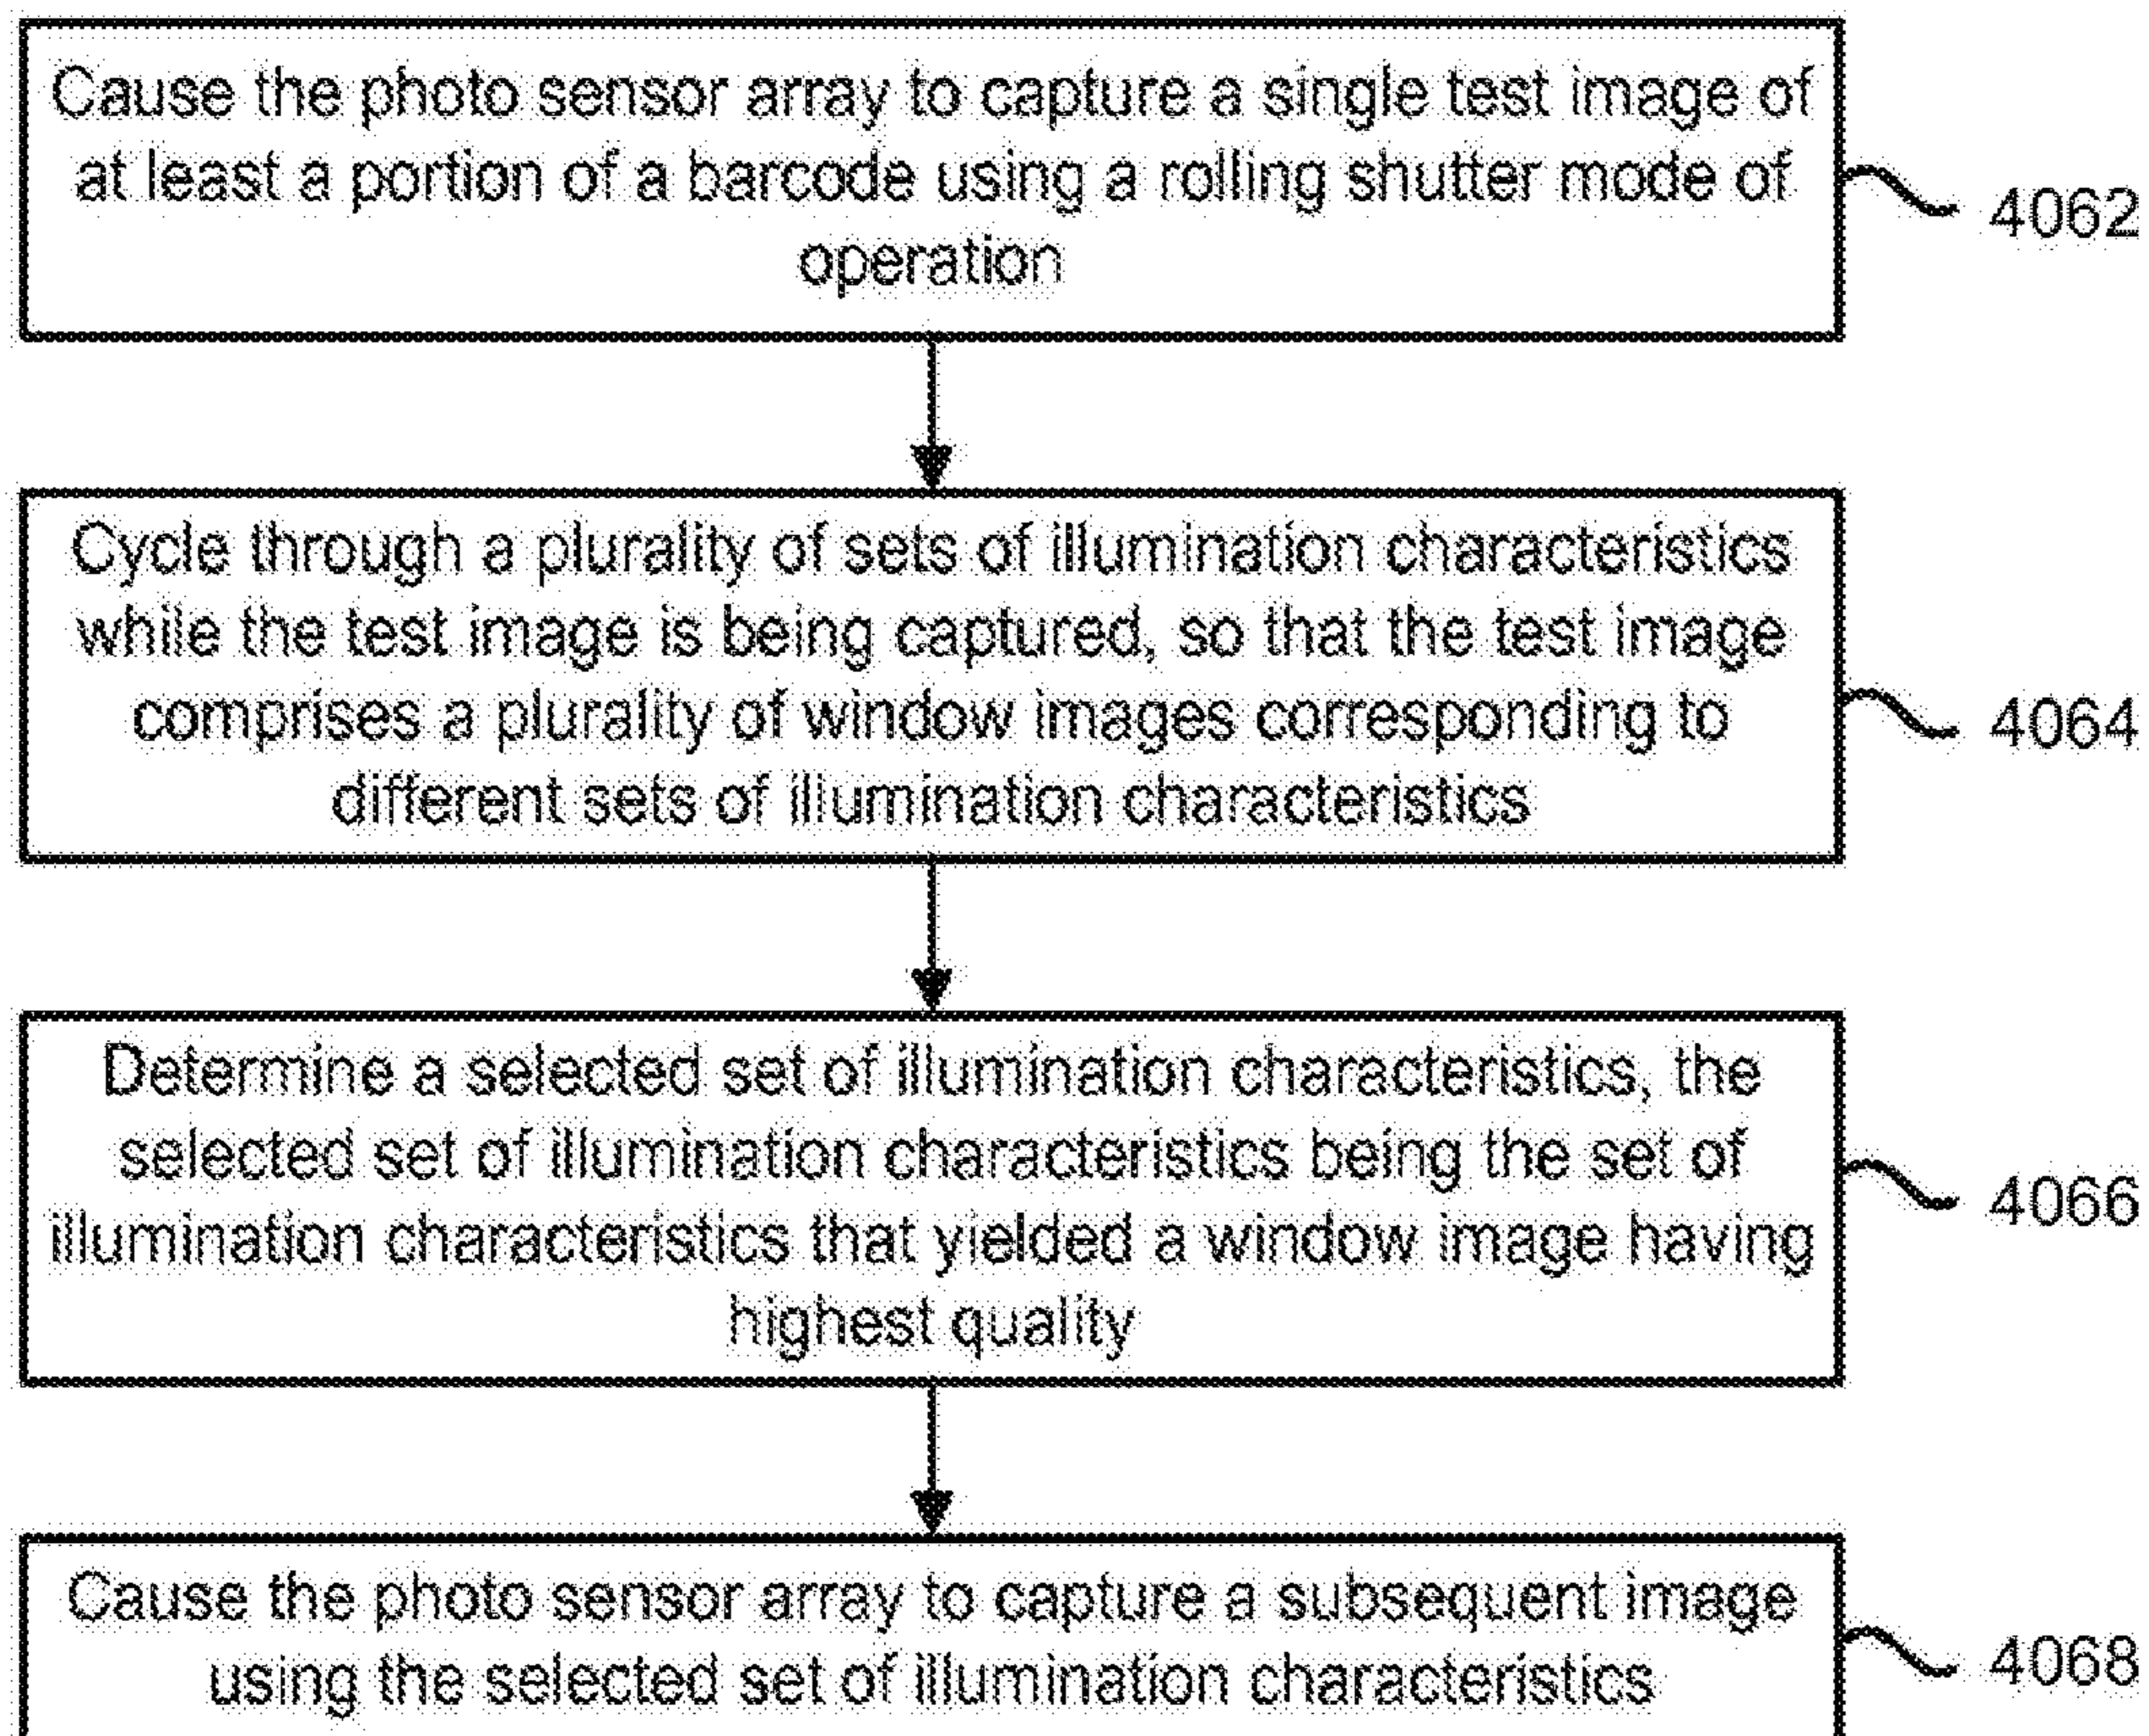 Cause the photo sensor array to capture a single test image of
at least a portion of a barcode using a rolling shutter mode of
operation
4062
Cycle through a plurality of sets of illumination characteristics
while the test image is being captured, so that the test image
comprises a plurality of window images corresponding to
different sets of illumination characteristics
4064
Determine a selected set of illumination characteristics, the
selected set of illumination characteristics being the set of
illumination characteristics that yielded a window image having
highest quality
4066
Cause the photo sensor array to capture a subsequent image
using the selected set of illumination characteristics
4068